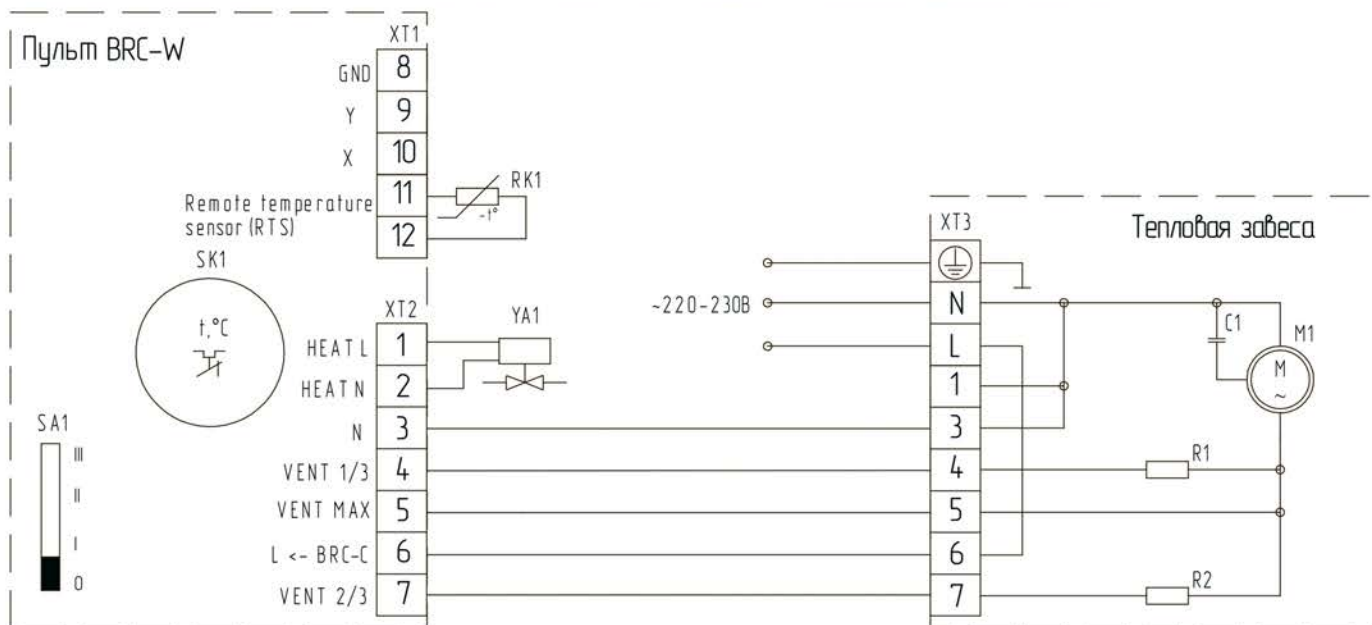 Пульт BRC-W
XT1
GND 8
Y 9
X 10
Remote temperature
sensor (RTS)
11
12
RK1
-t°
SK1
t,°C
XT2
HEAT L 1
HEAT N 2
N 3
VENT 1/3 4
VENT MAX 5
L <- BRC-C 6
VENT 2/3 7
YA1
SA1
III
II
I
0
~220-230В
XT3
Тепловая завеса
N
L
1
3
4
5
6
7
C1
M1
M
~
R1
R2